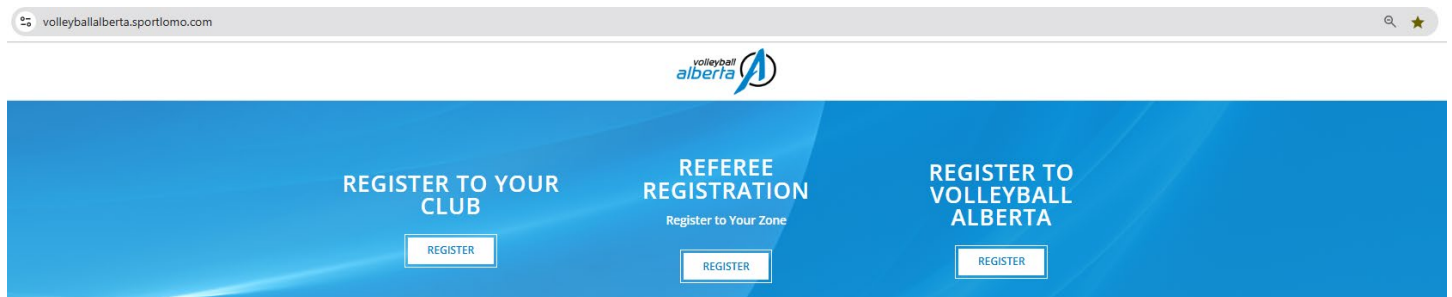 volleyballalberta.sportlomo.com
volleyball
alberta
REGISTER TO YOUR
CLUB
REGISTER
REFEREE
REGISTRATION
Register to Your Zone
REGISTER
REGISTER TO
VOLLEYBALL
ALBERTA
REGISTER